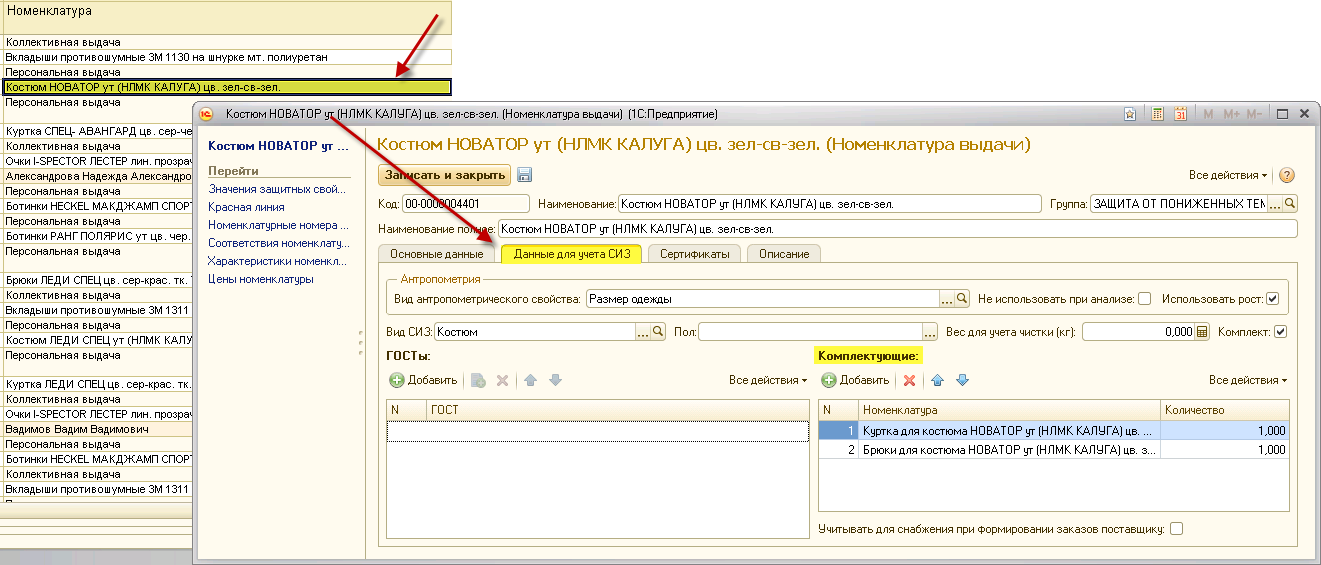 Номенклатура
Коллективная выдача
Вкладыши противошумные 3М 1130 на шнурке мт. полиуретан
Персональная выдача
Костюм НОВАТОР ут (НЛМК КАЛУГА) цв. зел-св-зел.
Персональная выдача
Куртка СПЕЦ- АВАНГАРД цв. сер-че
Коллективная выдача
Очки I-SPECTOR ЛЕСТЕР лин. прозрач
Александрова Надежда Александро
Персональная выдача
Ботинки HECKEL МАКДЖАМП СПОРТ
Персональная выдача
Ботинки РАНГ ПОЛЯРИС ут цв. чер.
Персональная выдача
Брюки ЛЕДИ СПЕЦ цв. сер-крас. тк.
Коллективная выдача
Вкладыши противошумные 3М 1311
Персональная выдача
Костюм ЛЕДИ СПЕЦ ут (НЛМК КАЛУ
Персональная выдача
Куртка ЛЕДИ СПЕЦ цв. сер-крас. тк.
Коллективная выдача
Очки I-SPECTOR ЛЕСТЕР лин. прозрач
Вадимов Вадим Вадимович
Персональная выдача
Ботинки HECKEL МАКДЖАМП СПОРТ
Коллективная выдача
Вкладыши противошумные 3М 1311
Костюм НОВАТОР ут (НЛМК КАЛУГА) цв. зел-св-зел. (Номенклатура выдачи) (1С:Предприятие)
31 M M+ M-
Костюм НОВАТОР ут ...
Перейти
Значения защитных свой...
Красная линия
Номенклатурные номера ...
Соответствия номенклату...
Характеристики номенкл...
Цены номенклатуры
Костюм НОВАТОР ут (НЛМК КАЛУГА) цв. зел-св-зел. (Номенклатура выдачи)
Записать и закрыть Все действия
Код: 00-0000004401 Наименование: Костюм НОВАТОР ут (НЛМК КАЛУГА) цв. зел-св-зел. Группа: ЗАЩИТА ОТ ПОНИЖЕННЫХ ТЕМ ...
Наименование полное: Костюм НОВАТОР ут (НЛМК КАЛУГА) цв. зел-св-зел.
Основные данные Данные для учета СИЗ Сертификаты Описание
Антропометрия
Вид антропометрического свойства: Размер одежды ... Не использовать при анализе: Использовать рост:
Вид СИЗ: Костюм ... Пол: ... Вес для учета чистки (кг): 0,000 Комплект:
ГОСТы: Комплектующие:
Добавить Все действия Добавить Все действия
N ГОСТ N Номенклатура Количество
1 Куртка для костюма НОВАТОР ут (НЛМК КАЛУГА) цв. ... 1,000
2 Брюки для костюма НОВАТОР ут (НЛМК КАЛУГА) цв. з... 1,000
Учитывать для снабжения при формировании заказов поставщику: